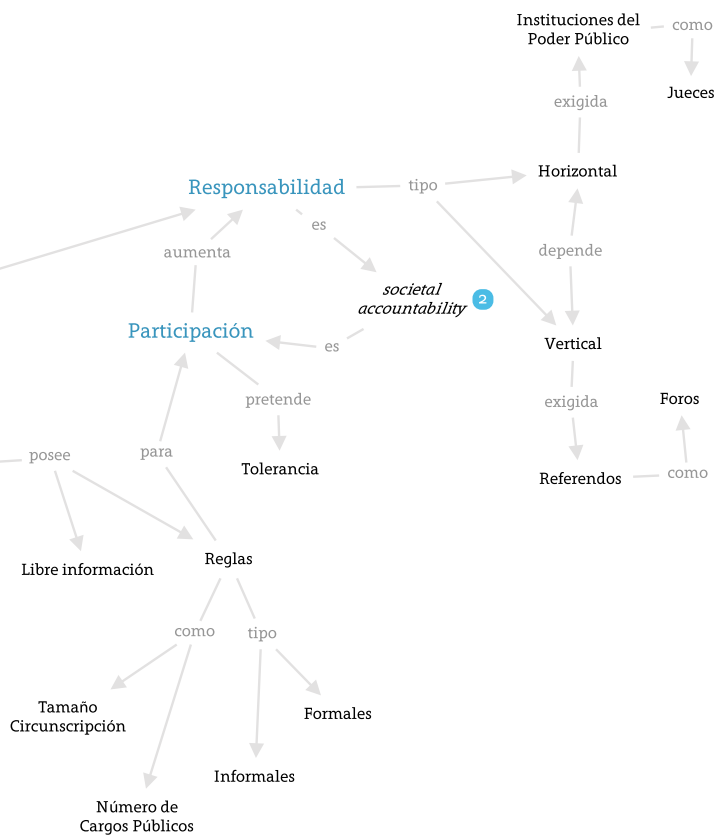 Instituciones del
Poder Público
como
Jueces
exigida
Horizontal
Responsabilidad
tipo
es
aumenta
depende
societal
accountability
2
Participación
es
Vertical
pretende
exigida
Foros
posee
para
Tolerancia
Referendos
como
Libre información
Reglas
como
tipo
Tamaño
Circunscripción
Formales
Informales
Número de
Cargos Públicos